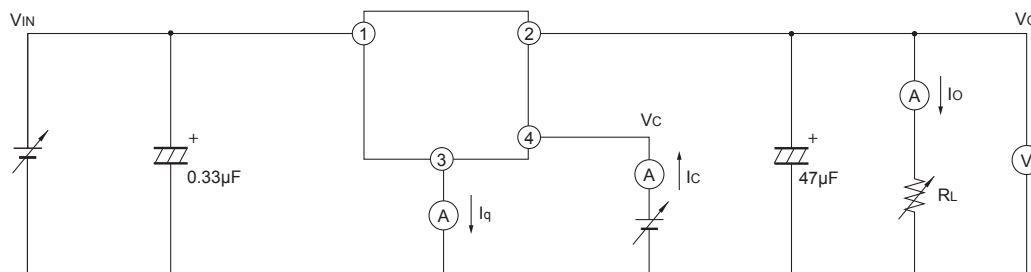 VIN
1
2
VO
A
IO
4
VC
+
0.33µF
3
A
IC
+
47µF
V
A
Iq
RL